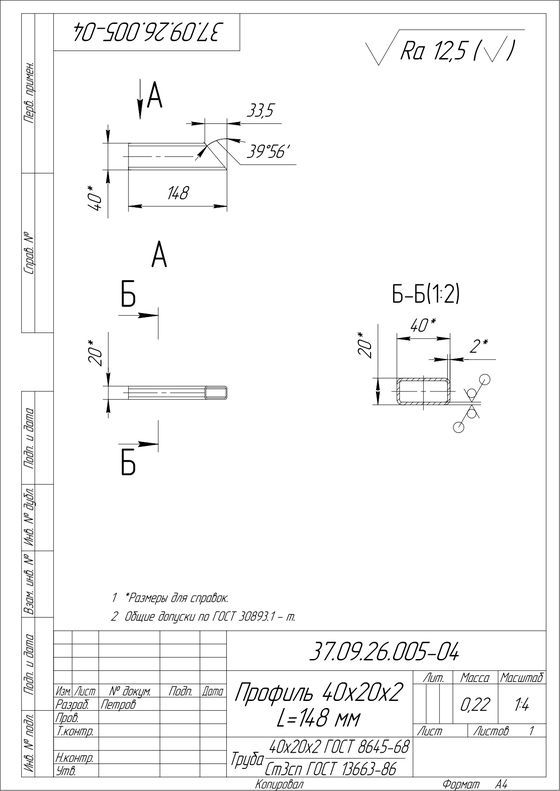 37.09.26.005-04
Ra 12,5 (√)
Перв. примен.
Справ. №
Подп. и дата
Инв. № дубл.
Взам. инв. №
Подп. и дата
Инв. № подл.
А
33,5
39°56'
40*
148
А
Б
20*
Б
Б-Б(1:2)
40*
20*
2*
1 *Размеры для справок.
2 Общие допуски по ГОСТ 30893.1 - m.
37.09.26.005-04
Изм. Лист № докум. Подп. Дата
Разраб. Петров
Пров.
Т.контр.
Н.контр.
Утв.
Профиль 40х20х2
L=148 мм
Лит. Масса Масштаб
0,22 1:4
Лист Листов 1
Труба 40х20х2 ГОСТ 8645-68
Ст3сп ГОСТ 13663-86
Копировал Формат А4